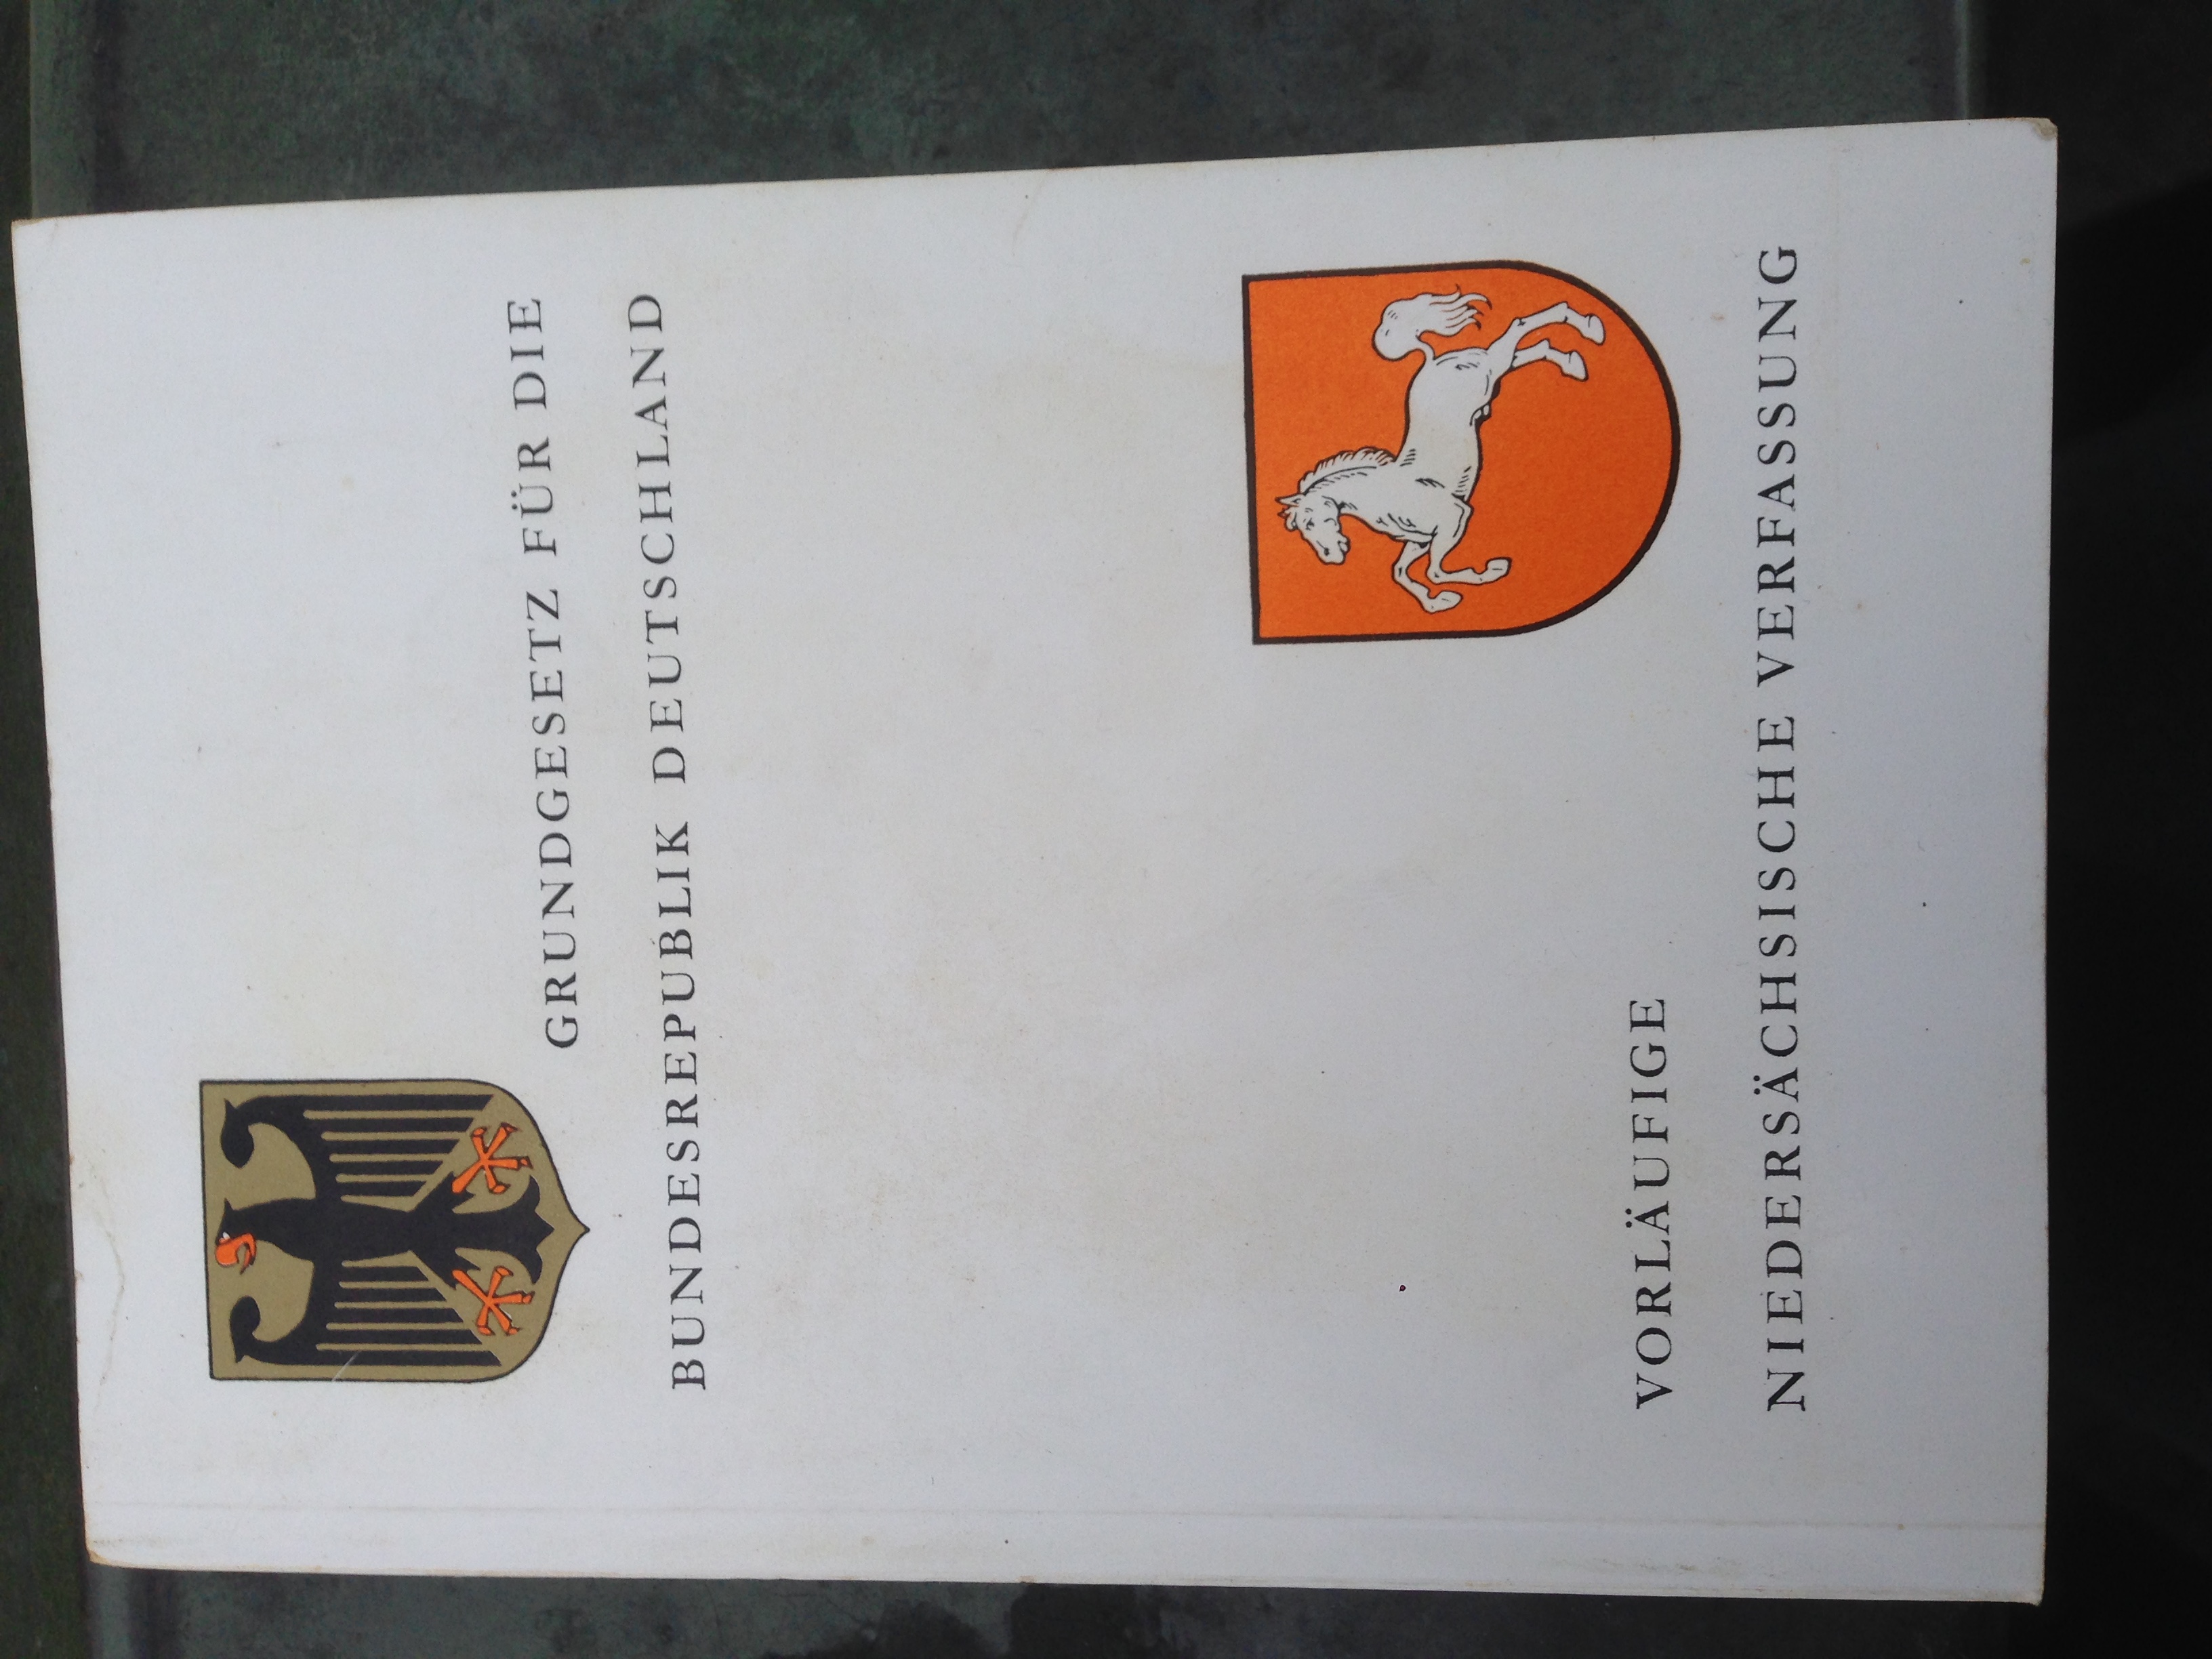 GRUNDGESETZ FÜR DIE
BUNDESREPUBLIK DEUTSCHLAND
VORLÄUFIGE
NIEDERSÄCHSISCHE VERFASSUNG